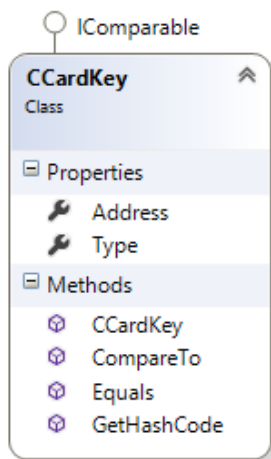 IComparable
CCardKey
Class
Properties
Address
Type
Methods
CCardKey
CompareTo
Equals
GetHashCode